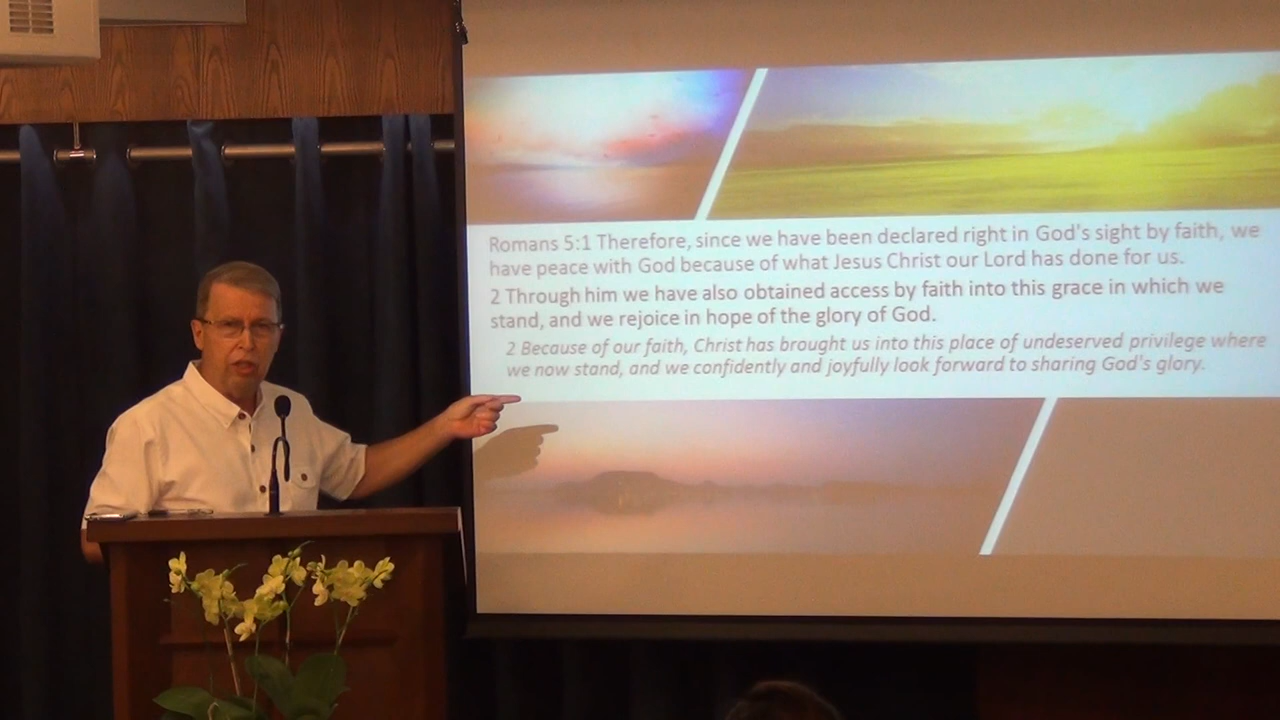 Romans 5:1 Therefore, since we have been declared right in God's sight by faith, we
have peace with God because of what Jesus Christ our Lord has done for us.
2 Through him we have also obtained access by faith into this grace in which we
stand, and we rejoice in hope of the glory of God.
2 Because of our faith, Christ has brought us into this place of undeserved privilege where
we now stand, and we confidently and joyfully look forward to sharing God's glory.